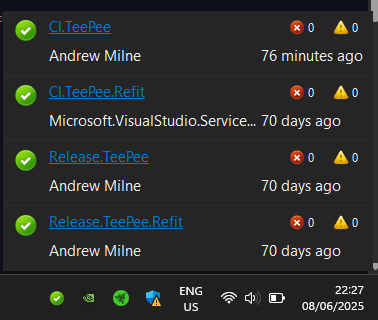 CI.TeePee 0 0
Andrew Milne 76 minutes ago
CI.TeePee.Refit 0 0
Microsoft.VisualStudio.Service... 70 days ago
Release.TeePee 0 0
Andrew Milne 70 days ago
Release.TeePee.Refit 0 0
Andrew Milne 70 days ago
ENG 22:27
US 08/06/2025